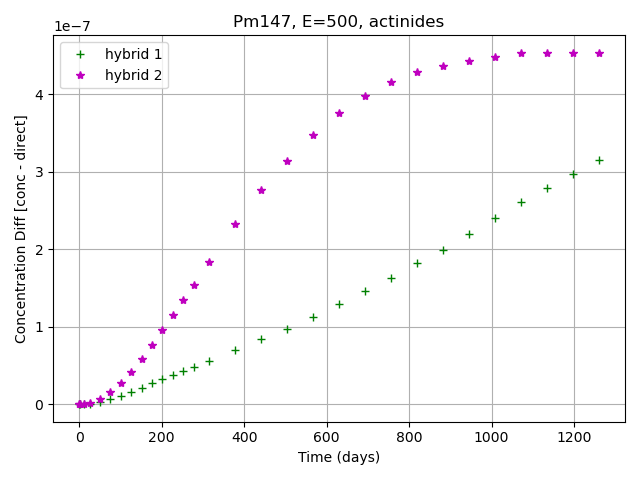 Pm147, E=500, actinides
1e−7
hybrid 1
hybrid 2
Concentration Diff [conc - direct]
4
3
2
1
0
0 200 400 600 800 1000 1200
Time (days)